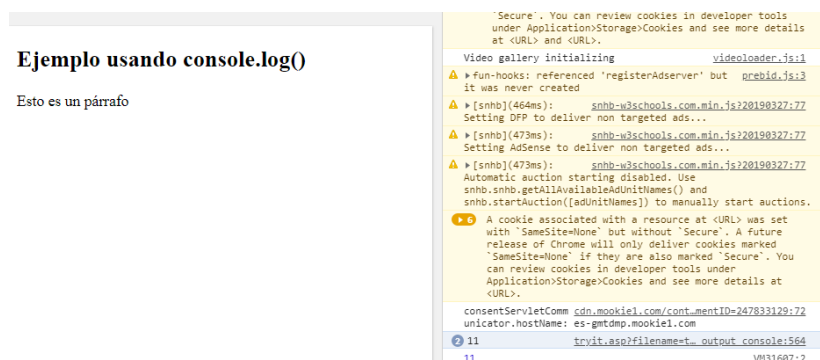 Ejemplo usando console.log()
Esto es un párrafo
`Secure`. You can review cookies in developer tools
under Application>Storage>Cookies and see more details
at <URL> and <URL>.
Video gallery initializing videoloader.js:1
fun-hooks: referenced 'registerAdserver' but prebid.js:3
it was never created
[snhb](464ms): snhb-w3schools.com.min.js?20190327:77
Setting DFP to deliver non targeted ads...
[snhb](473ms): snhb-w3schools.com.min.js?20190327:77
Setting AdSense to deliver non targeted ads...
[snhb](473ms): snhb-w3schools.com.min.js?20190327:77
Automatic auction starting disabled. Use
snhb.snhb.getAllAvailableAdUnitNames() and
snhb.startAuction([adUnitNames]) to manually start auctions.
6 A cookie associated with a resource at <URL> was set
with `SameSite=None` but without `Secure`. A future
release of Chrome will only deliver cookies marked
`SameSite=None` if they are also marked `Secure`. You
can review cookies in developer tools under
Application>Storage>Cookies and see more details at
<URL>.
consentServletComm cdn.mookie1.com/cont…mentID=247833129:72
unicator.hostName: es-gmtdmp.mookie1.com
2 11 tryit.asp?filename=t… output console:564
11 VM31607:2